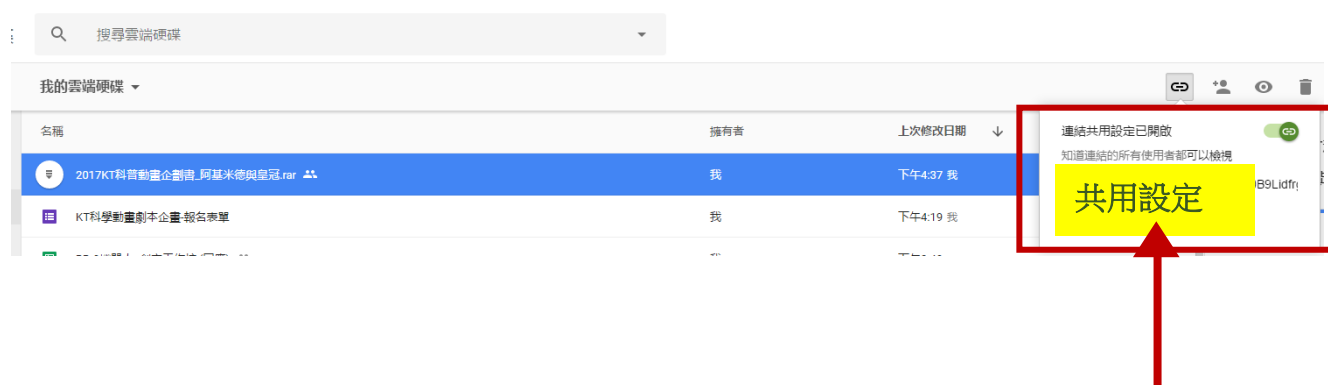 搜尋雲端硬碟
我的雲端硬碟
名稱 擁有者 上次修改日期
2017KT科普動畫企劃書_阿基米德與皇冠.rar 我 下午4:37 我
KT科學動畫劇本企畫-報名表單 我 下午4:19 我
連結共用設定已開啟
知道連結的所有使用者都可以檢視
共用設定